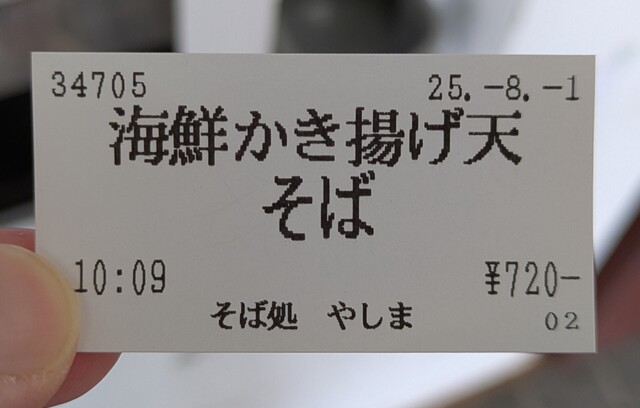 34705 25.-8.-1
海鮮かき揚げ天
そば
10:09 ¥720-
そば処 やしま 02